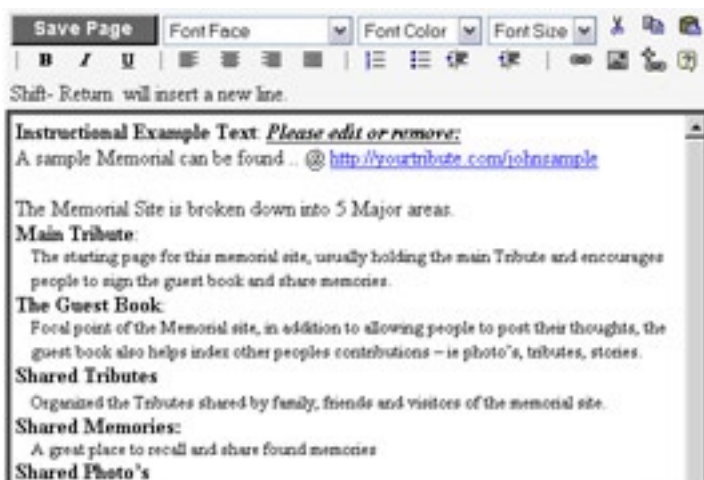 Save Page Font Face Font Color Font Size
B I U
Shift- Return will insert a new line.
Instructional Example Text: Please edit or remove:
A sample Memorial can be found .. @ http://yourtribute.com/johnsample
The Memorial Site is broken down into 5 Major areas.
Main Tribute:
The starting page for this memorial site, usually holding the main Tribute and encourages
people to sign the guest book and share memories.
The Guest Book:
Focal point of the Memorial site, in addition to allowing people to post their thoughts, the
guest book also helps index other peoples contributions – ie photo"s, tributes, stories.
Shared Tributes
Organized the Tributes shared by family, friends and visitors of the memorial site.
Shared Memories:
A great place to recall and share found memories
Shared Photo's